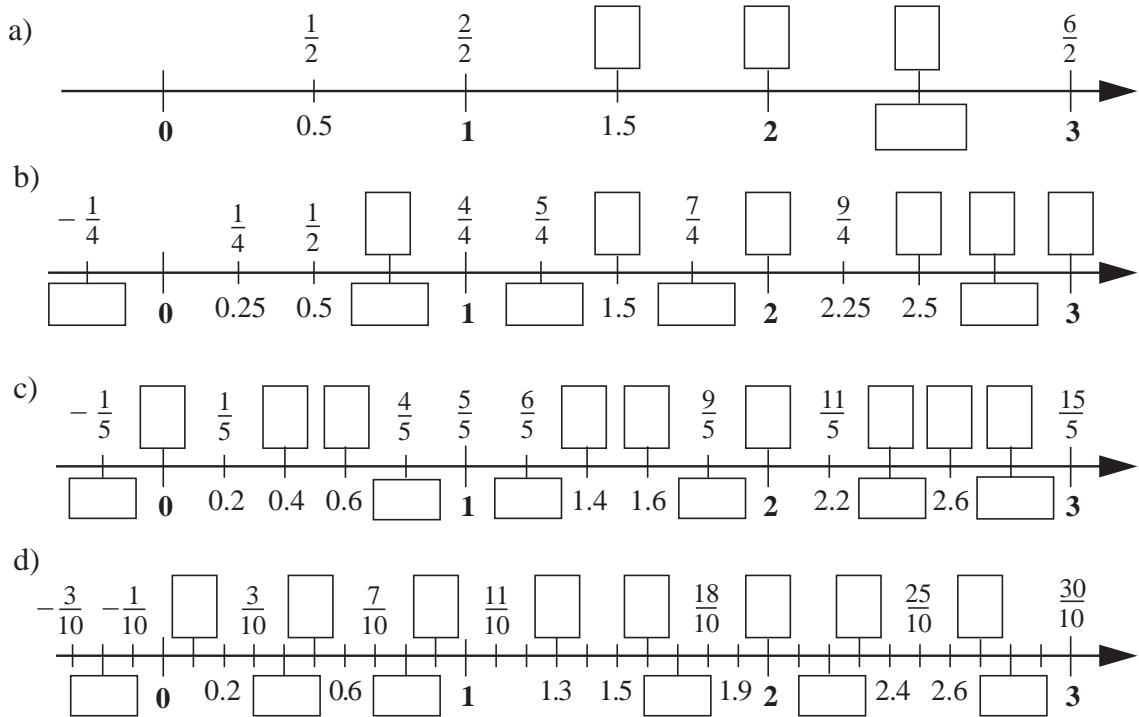 a)
1/2 2/2 6/2
0 0.5 1 1.5 2 3
b)
− 1/4 1/4 1/2 4/4 5/4 7/4 9/4
0 0.25 0.5 1 1.5 2 2.25 2.5 3
c)
− 1/5 1/5 4/5 5/5 6/5 9/5 11/5 15/5
0 0.2 0.4 0.6 1 1.4 1.6 2 2.2 2.6 3
d)
− 3/10 − 1/10 3/10 7/10 11/10 18/10 25/10 30/10
0 0.2 0.6 1 1.3 1.5 1.9 2 2.4 2.6 3